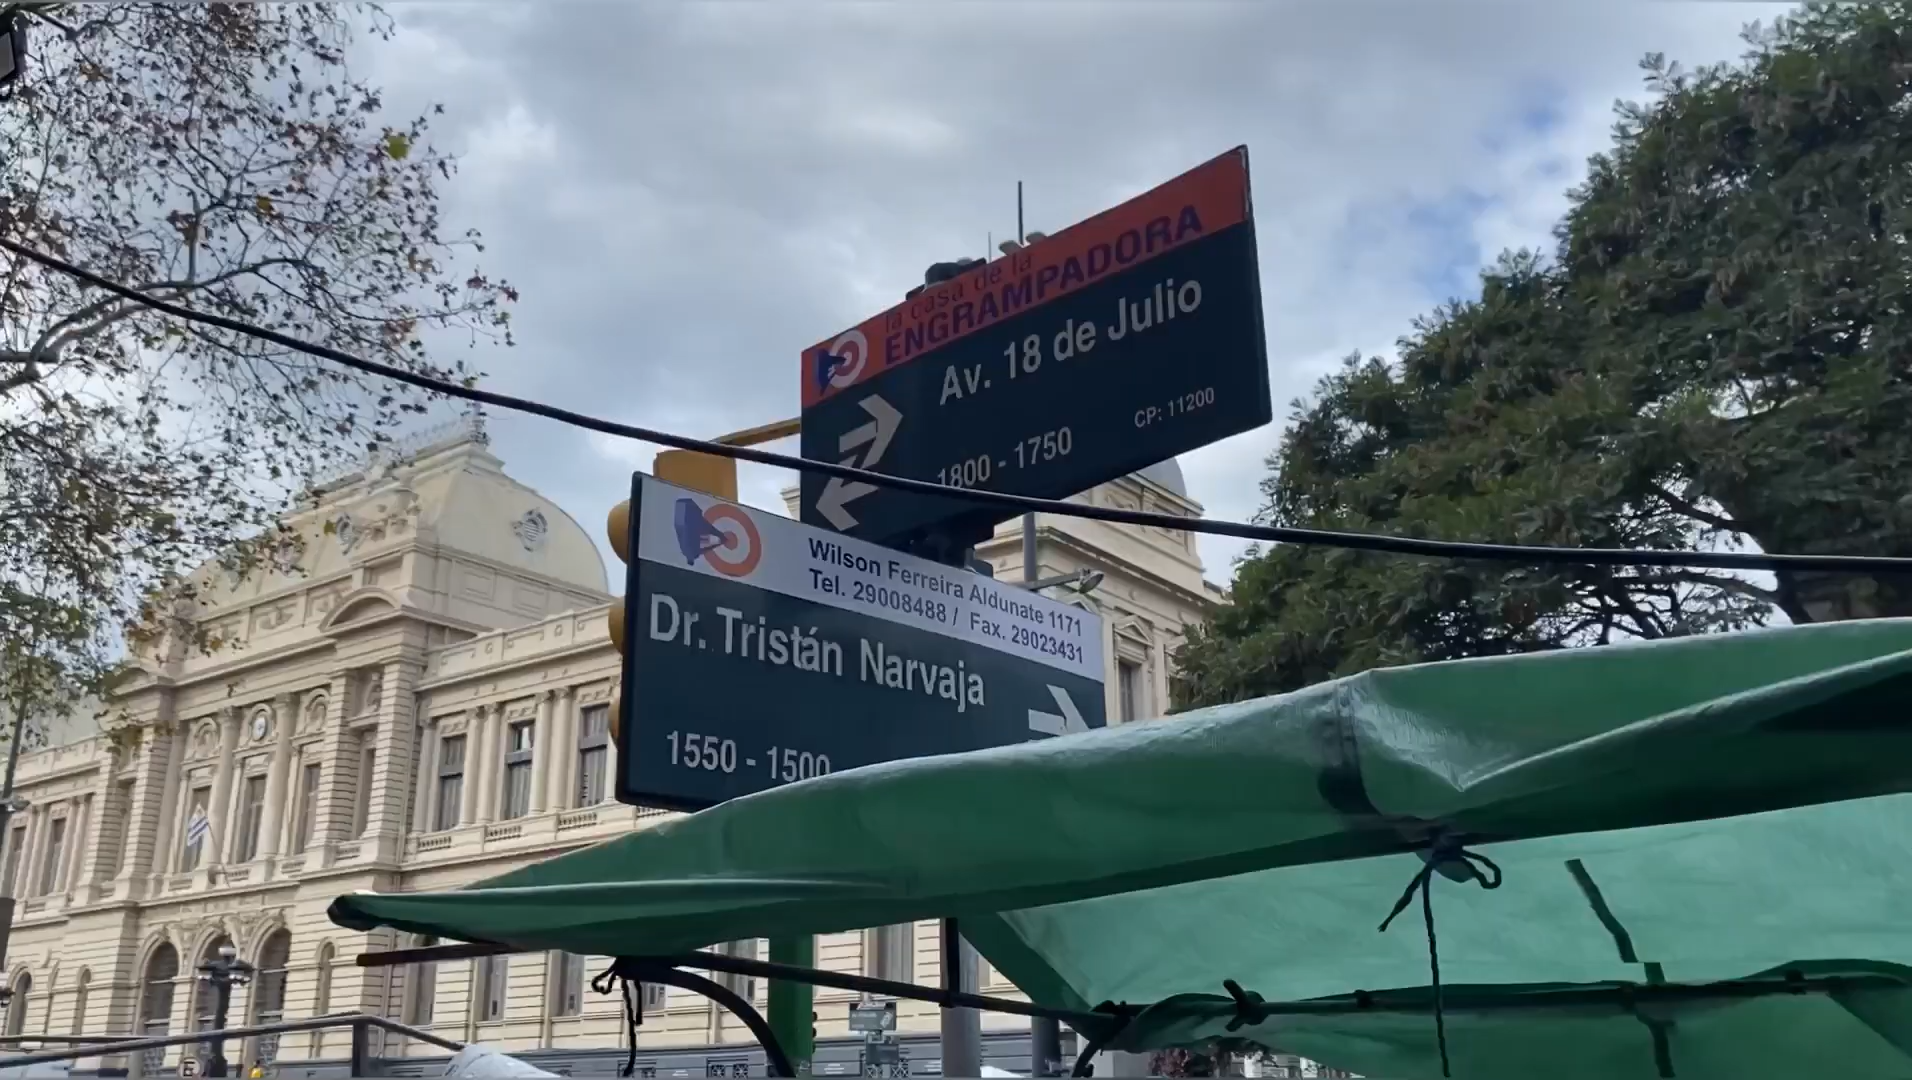 la casa de la
ENGRAMPADORA
Av. 18 de Julio
CP: 11200
1800 - 1750
Wilson Ferreira Aldunate 1171
Tel. 29008488 / Fax. 29023431
Dr. Tristán Narvaja
1550 - 1500
E